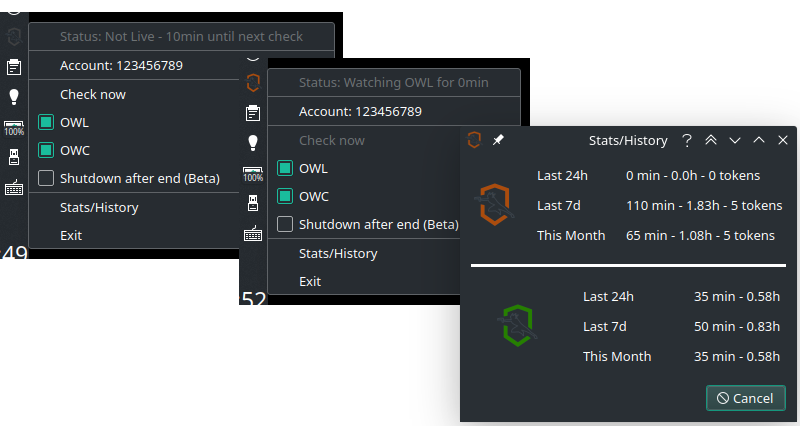 Status: Not Live - 10min until next check
Account: 123456789
Check now
OWL
OWC
Shutdown after end (Beta)
Stats/History
Exit
100%
:49
Status: Watching OWL for 0min
Account: 123456789
Check now
OWL
OWC
Shutdown after end (Beta)
Stats/History
Exit
100%
52
Stats/History
Last 24h 0 min - 0.0h - 0 tokens
Last 7d 110 min - 1.83h - 5 tokens
This Month 65 min - 1.08h - 5 tokens
Last 24h 35 min - 0.58h
Last 7d 50 min - 0.83h
This Month 35 min - 0.58h
Cancel